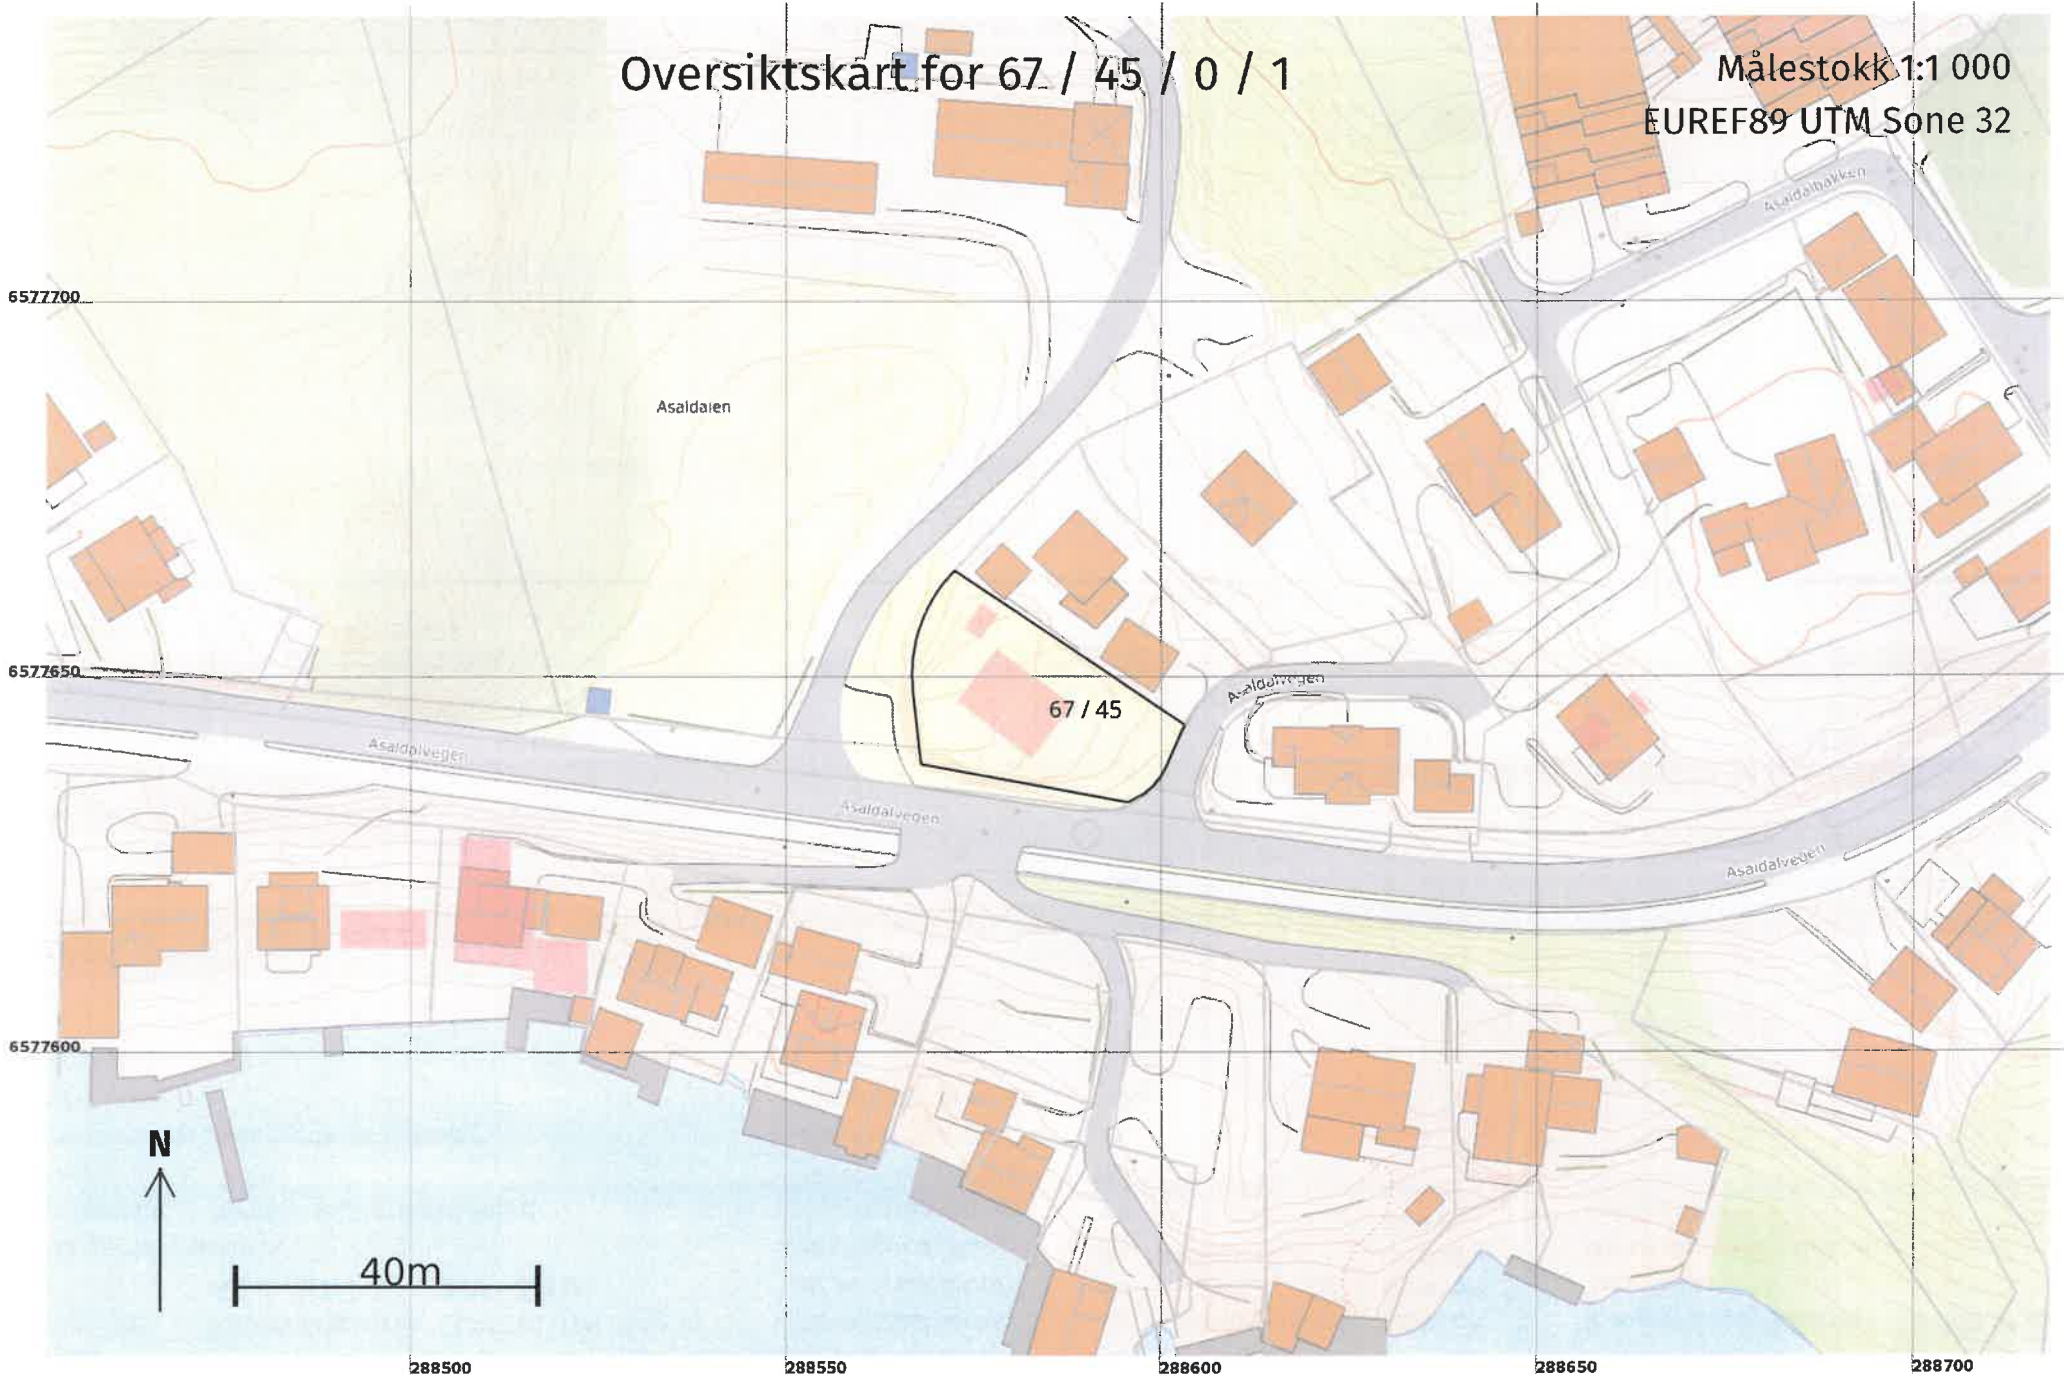 Oversiktskart for 67 / 45 / 0 / 1
Målestokk 1:1 000
EUREF89 UTM Sone 32
Asaldalbakken
6577700
Asaldalen
6577650
Asaldalvegen
67 / 45
Asaldalvegen
Asaldalvegen
Asaldalvegen
6577600
N
40m
288500
288550
288600
288650
288700